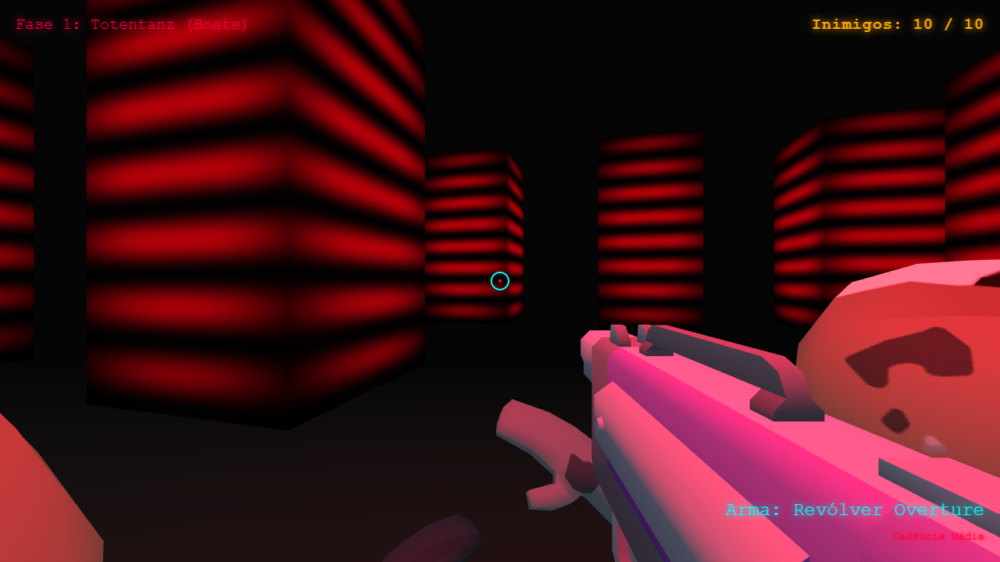 Fase 1: Totentanz (Boate)
Inimigos: 10 / 10
Arma: Revólver Overture
Cadência Média